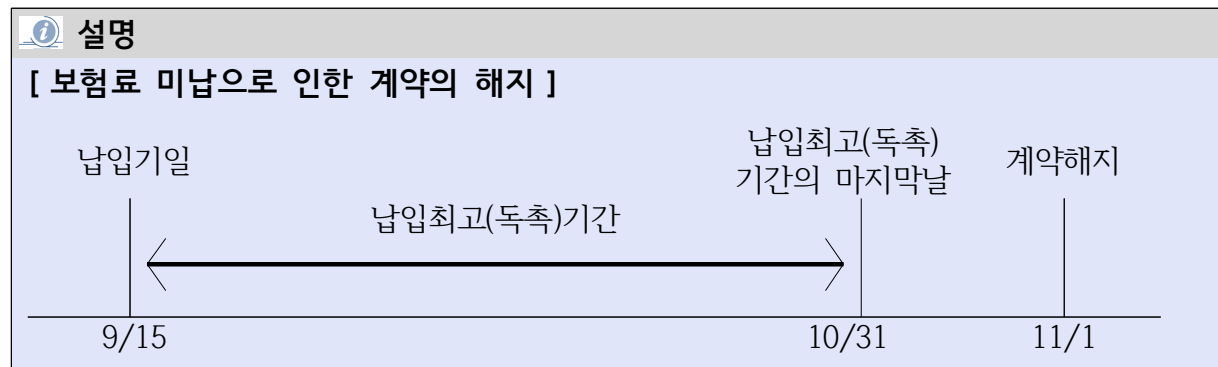 설명
[ 보험료 미납으로 인한 계약의 해지 ]
납입기일
납입최고(독촉)
기간의 마지막날
계약해지
납입최고(독촉)기간
9/15
10/31
11/1